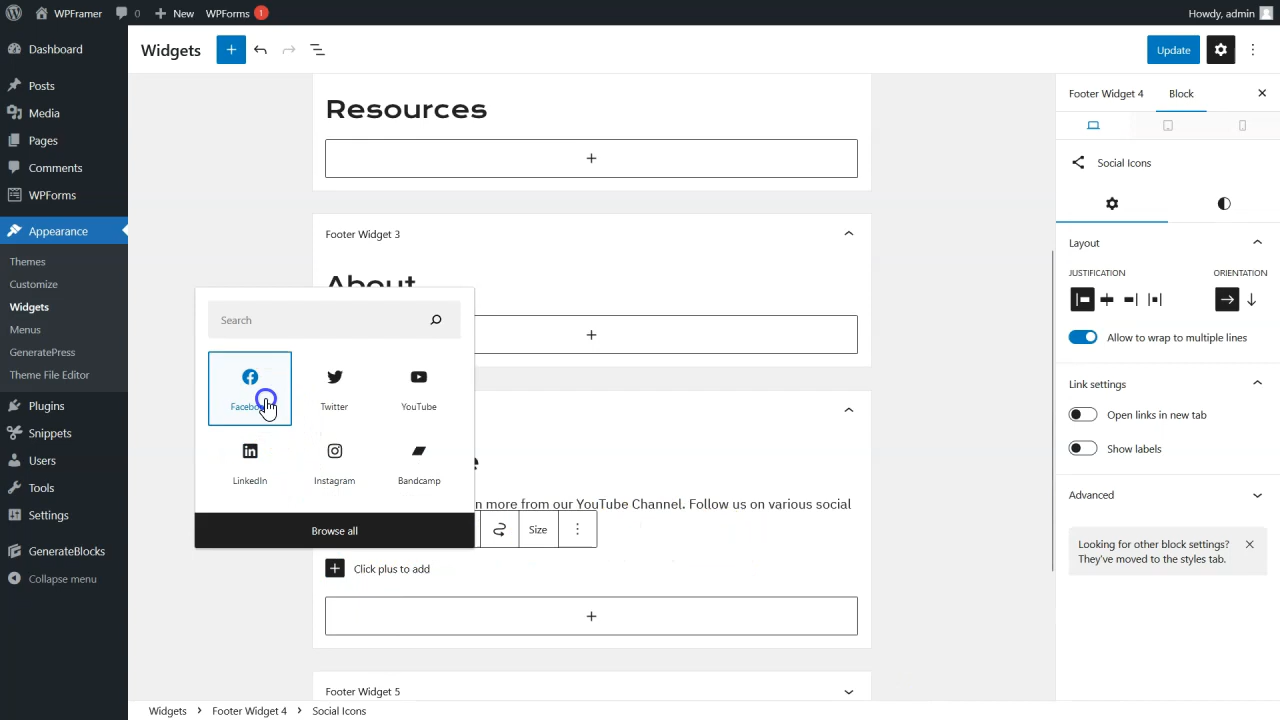 WPFramer
0
New
WPForms
1
Howdy, admin
Dashboard
Posts
Media
Pages
Comments
WPForms
Appearance
Themes
Customize
Widgets
Menus
GeneratePress
Theme File Editor
Plugins
Snippets
Users
Tools
Settings
GenerateBlocks
Collapse menu
Widgets
Update
Resources
Footer Widget 3
About
Search
Facebook
Twitter
YouTube
LinkedIn
Instagram
Bandcamp
Browse all
n more from our YouTube Channel. Follow us on various social
Size
Click plus to add
Footer Widget 5
Footer Widget 4
Block
Social Icons
Layout
JUSTIFICATION
ORIENTATION
Allow to wrap to multiple lines
Link settings
Open links in new tab
Show labels
Advanced
Looking for other block settings?
They've moved to the styles tab.
Widgets
Footer Widget 4
Social Icons